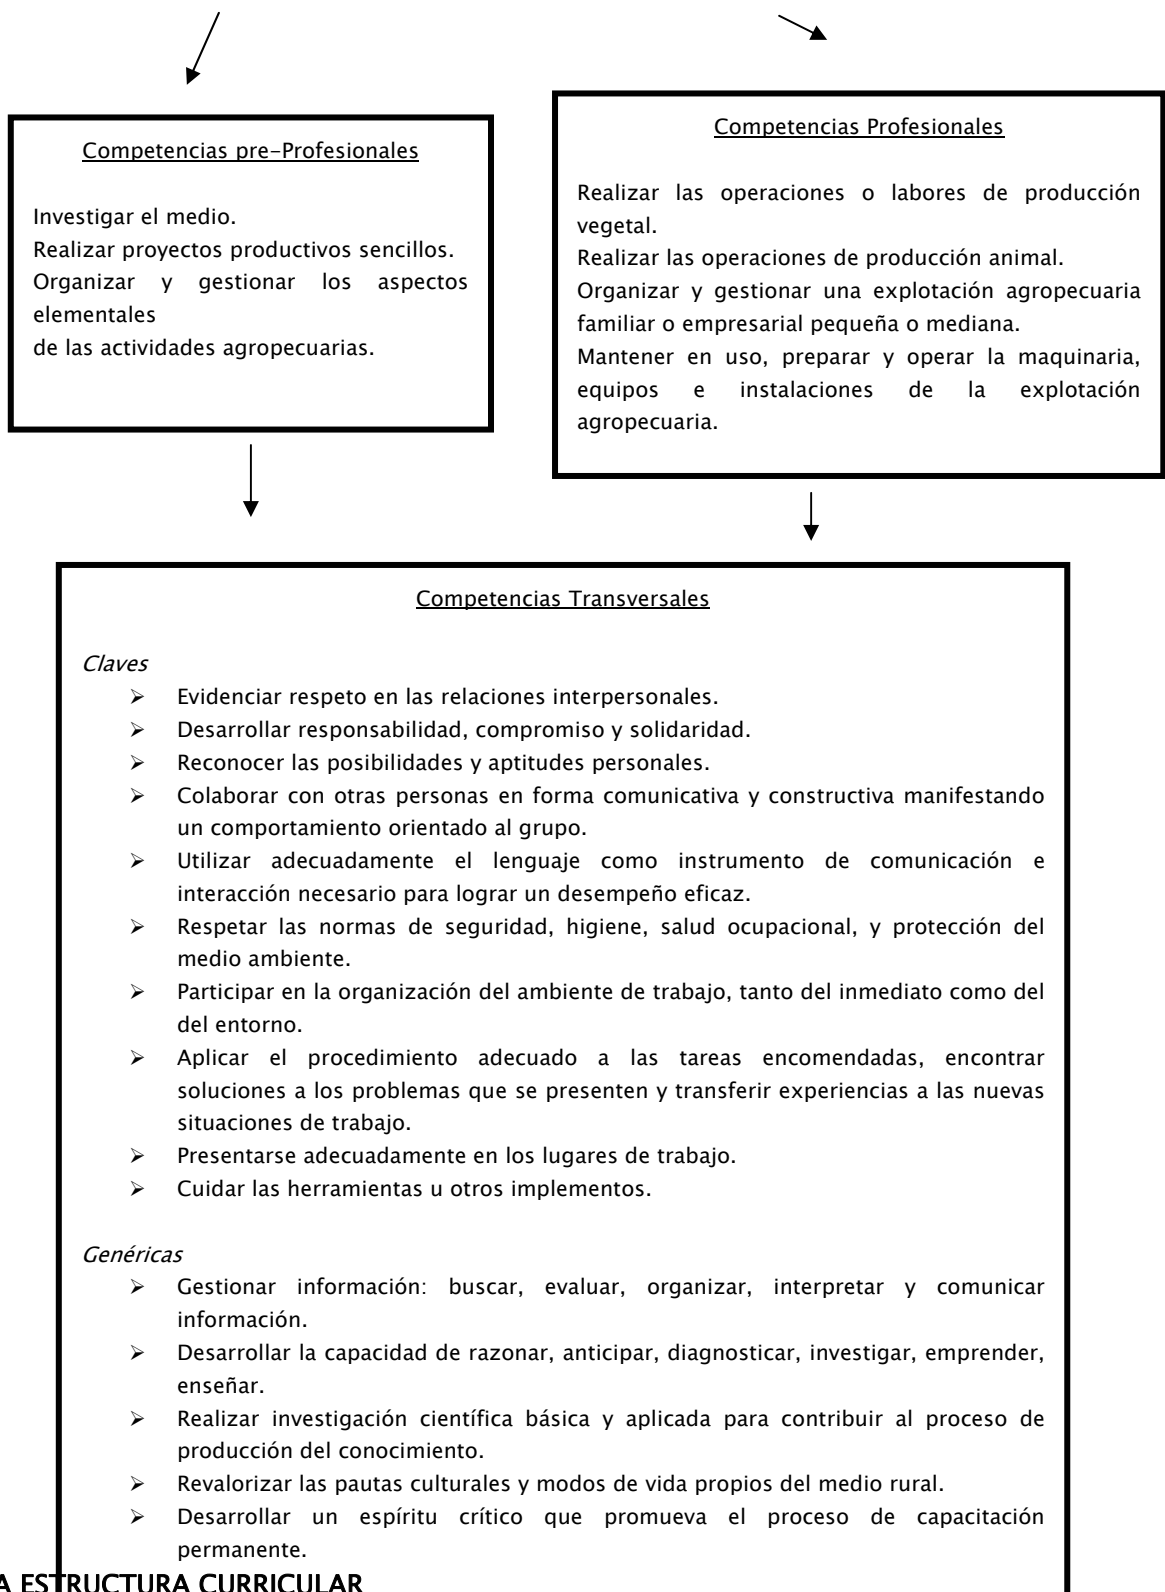 Competencias pre-Profesionales
Investigar el medio.
Realizar proyectos productivos sencillos.
Organizar y gestionar los aspectos
elementales
de las actividades agropecuarias.
Competencias Profesionales
Realizar las operaciones o labores de producción
vegetal.
Realizar las operaciones de producción animal.
Organizar y gestionar una explotación agropecuaria
familiar o empresarial pequeña o mediana.
Mantener en uso, preparar y operar la maquinaria,
equipos e instalaciones de la explotación
agropecuaria.
Competencias Transversales
Claves
➢ Evidenciar respeto en las relaciones interpersonales.
➢ Desarrollar responsabilidad, compromiso y solidaridad.
➢ Reconocer las posibilidades y aptitudes personales.
➢ Colaborar con otras personas en forma comunicativa y constructiva manifestando
un comportamiento orientado al grupo.
➢ Utilizar adecuadamente el lenguaje como instrumento de comunicación e
interacción necesario para lograr un desempeño eficaz.
➢ Respetar las normas de seguridad, higiene, salud ocupacional, y protección del
medio ambiente.
➢ Participar en la organización del ambiente de trabajo, tanto del inmediato como del
del entorno.
➢ Aplicar el procedimiento adecuado a las tareas encomendadas, encontrar
soluciones a los problemas que se presenten y transferir experiencias a las nuevas
situaciones de trabajo.
➢ Presentarse adecuadamente en los lugares de trabajo.
➢ Cuidar las herramientas u otros implementos.
Genéricas
➢ Gestionar información: buscar, evaluar, organizar, interpretar y comunicar
información.
➢ Desarrollar la capacidad de razonar, anticipar, diagnosticar, investigar, emprender,
enseñar.
➢ Realizar investigación científica básica y aplicada para contribuir al proceso de
producción del conocimiento.
➢ Revalorizar las pautas culturales y modos de vida propios del medio rural.
➢ Desarrollar un espíritu crítico que promueva el proceso de capacitación
permanente.
A ESTRUCTURA CURRICULAR